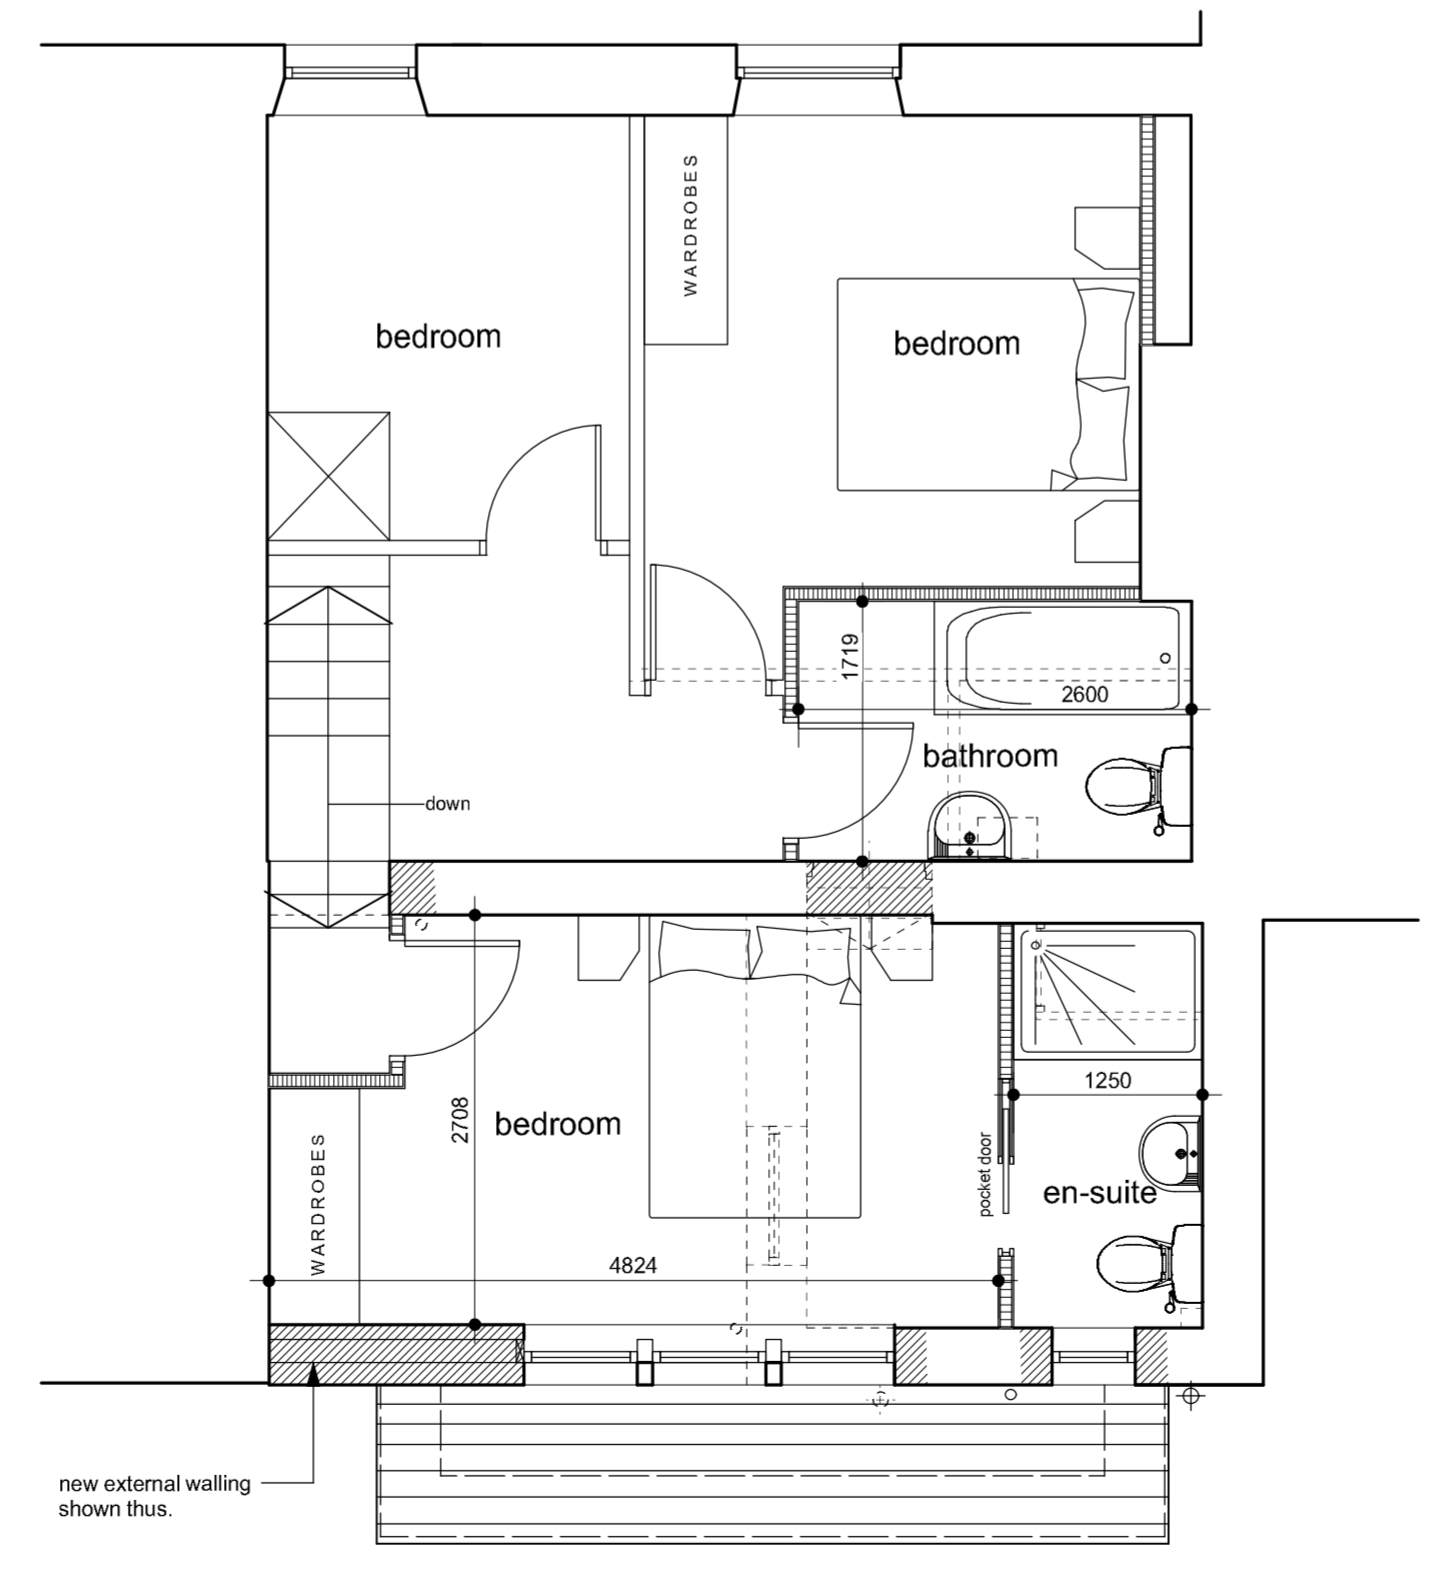 WARDROBES
bedroom
bedroom
1719
2600
bathroom
down
1250
2708
bedroom
pocket door
en-suite
WARDROBES
4824
new external walling
shown thus.